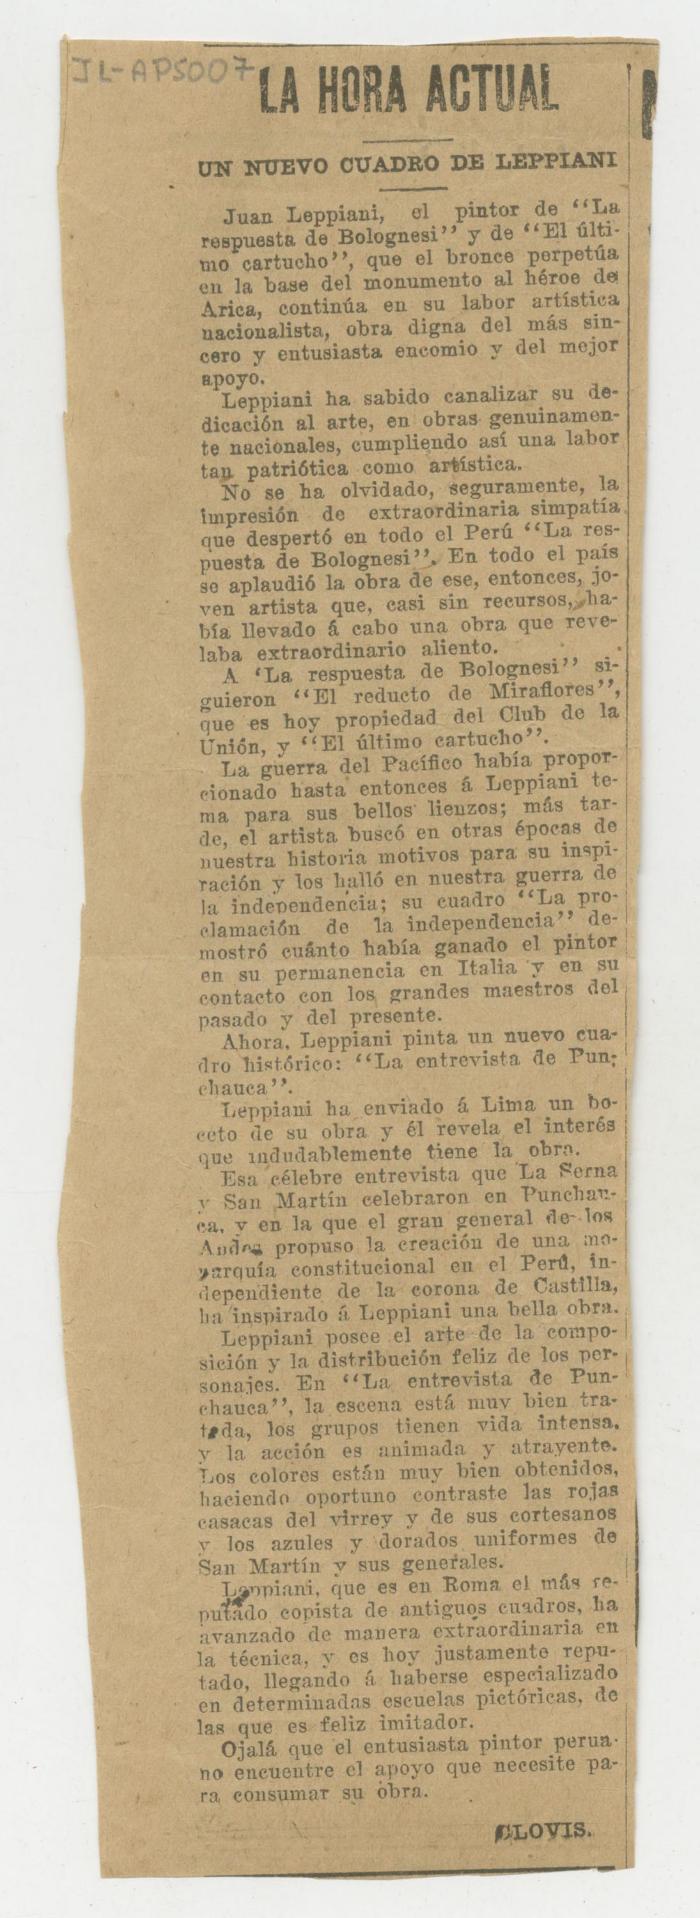 JL-APS007
LA HORA ACTUAL
UN NUEVO CUADRO DE LEPPIANI
Juan Leppiani, el pintor de "La
respuesta de Bolognesi" y de "El últi-
mo cartucho", que el bronce perpetúa
en la base del monumento al héroe de
Arica, continúa en su labor artística
nacionalista, obra digna del más sin-
cero y entusiasta encomio y del mejor
apoyo.
Leppiani ha sabido canalizar su de-
dicación al arte, en obras genuinamen-
te nacionales, cumpliendo así una labor
tan patriótica como artística.
No se ha olvidado, seguramente, la
impresión de extraordinaria simpatía
que despertó en todo el Perú "La res-
puesta de Bolognesi". En todo el país
se aplaudió la obra de ese, entonces, jo-
ven artista que, casi sin recursos, ha-
bía llevado á cabo una obra que reve-
laba extraordinario aliento.
A 'La respuesta de Bolognesi" si-
guieron "El reducto de Miraflores",
que es hoy propiedad del Club de la
Unión, y "El último cartucho".
La guerra del Pacífico había propor-
cionado hasta entonces á Leppiani te-
ma para sus bellos lienzos; más tar-
de, el artista buscó en otras épocas de
nuestra historia motivos para su inspi-
ración y los halló en nuestra guerra de
la independencia; su cuadro "La pro-
clamación de la independencia" de-
mostró cuánto había ganado el pintor
en su permanencia en Italia y en su
contacto con los grandes maestros del
pasado y del presente.
Ahora, Leppiani pinta un nuevo cua-
dro histórico: "La entrevista de Pun-
chauca".
Leppiani ha enviado á Lima un bo-
ceto de su obra y él revela el interés
que indudablemente tiene la obra.
Esa célebre entrevista que La Serna
y San Martín celebraron en Punchau-
ca, y en la que el gran general de los
Andes propuso la creación de una mo-
narquía constitucional en el Perú, in-
dependiente de la corona de Castilla,
ha inspirado á Leppiani una bella obra.
Leppiani posee el arte de la compo-
sición y la distribución feliz de los per-
sonajes. En "La entrevista de Pun-
chauca", la escena está muy bien tra-
tada, los grupos tienen vida intensa,
y la acción es animada y atrayente.
Los colores están muy bien obtenidos,
haciendo oportuno contraste las rojas
casacas del virrey y de sus cortesanos
y los azules y dorados uniformes de
San Martín y sus generales.
Leppiani, que es en Roma el más re-
putado copista de antiguos cuadros, ha
avanzado de manera extraordinaria en
la técnica, y es hoy justamente repu-
tado, llegando á haberse especializado
en determinadas escuelas pictóricas, de
las que es feliz imitador.
Ojalá que el entusiasta pintor perua-
no encuentre el apoyo que necesite pa-
ra consumar su obra.
CLOVIS.